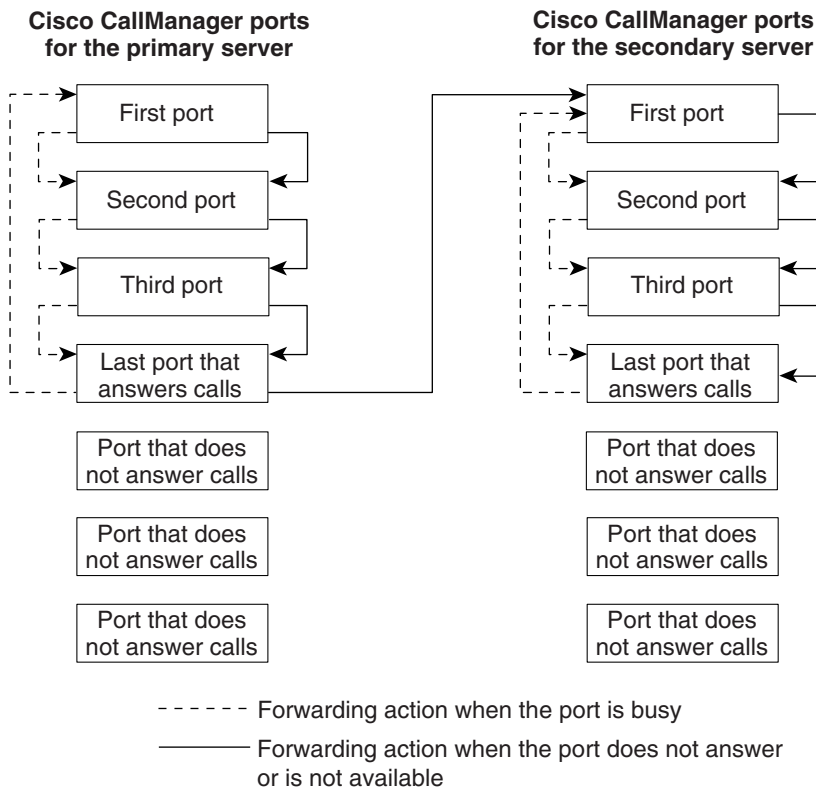 Cisco CallManager ports
for the primary server
First port
Second port
Third port
Last port that
answers calls
Port that does
not answer calls
Port that does
not answer calls
Port that does
not answer calls
Cisco CallManager ports
for the secondary server
First port
Second port
Third port
Last port that
answers calls
Port that does
not answer calls
Port that does
not answer calls
Port that does
not answer calls
Forwarding action when the port is busy
Forwarding action when the port does not answer
or is not available